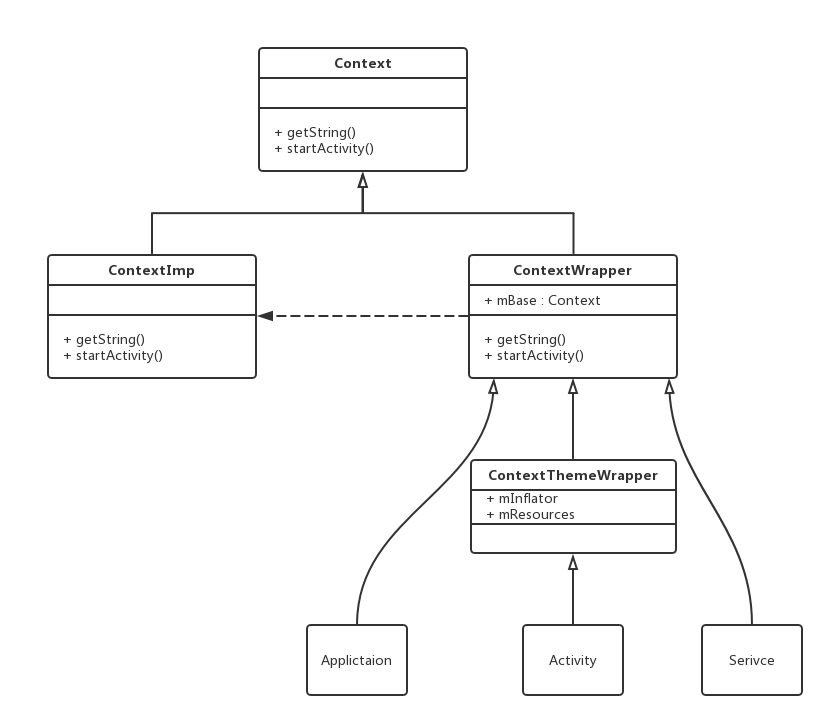 Context
+ getString()
+ startActivity()
ContextImp
+ getString()
+ startActivity()
ContextWrapper
+ mBase : Context
+ getString()
+ startActivity()
ContextThemeWrapper
+ mInflator
+ mResources
Applictaion
Activity
Serivce